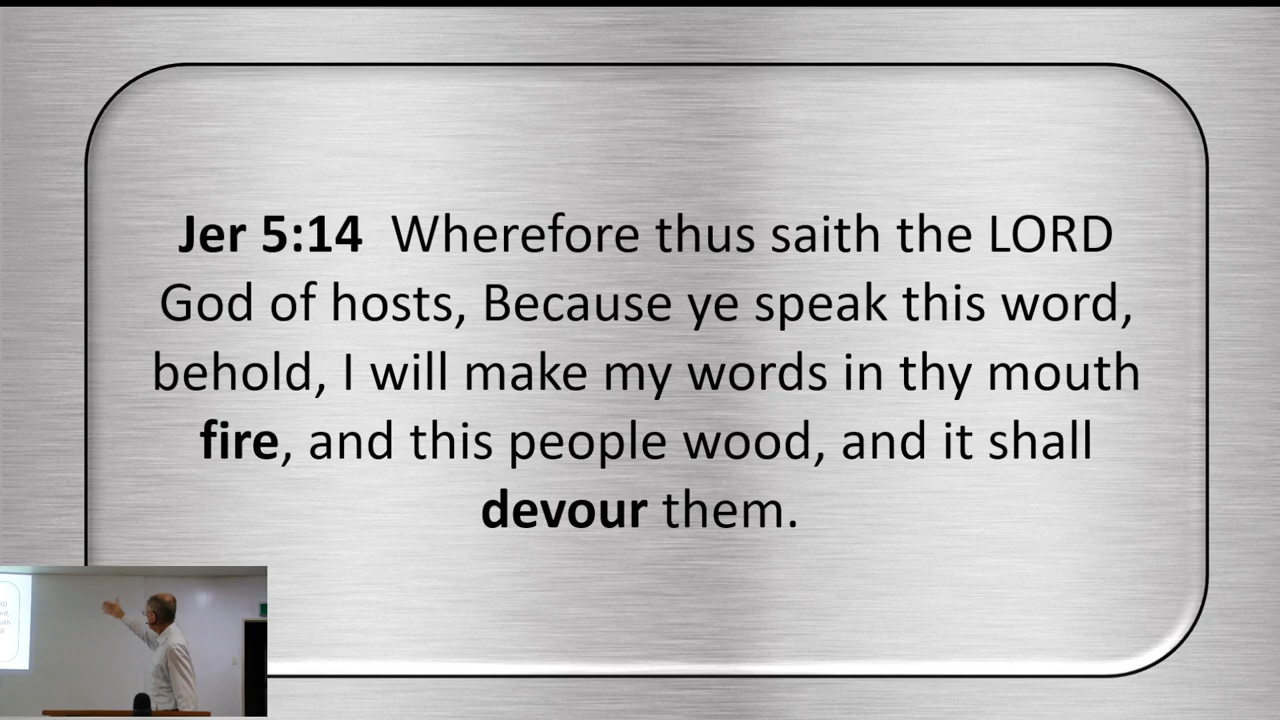 Jer 5:14 Wherefore thus saith the LORD
God of hosts, Because ye speak this word,
behold, I will make my words in thy mouth
fire, and this people wood, and it shall
devour them.